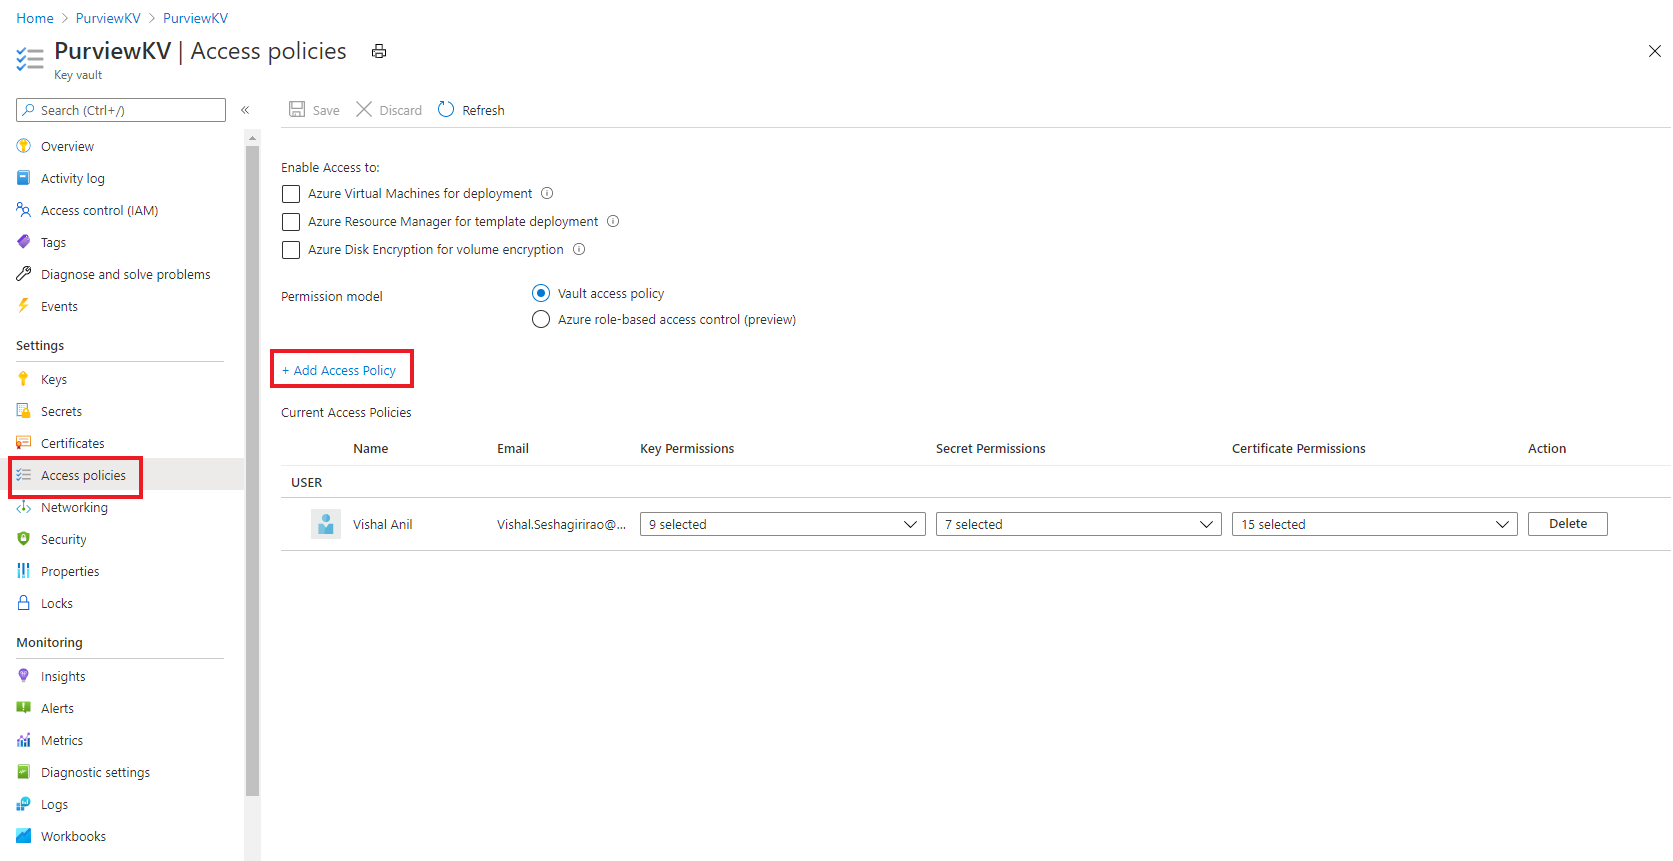 Home > PurviewKV > PurviewKV
PurviewKV | Access policies
Key vault
Search (Ctrl+/)
«
Overview
Activity log
Access control (IAM)
Tags
Diagnose and solve problems
Events
Settings
Keys
Secrets
Certificates
Access policies
Networking
Security
Properties
Locks
Monitoring
Insights
Alerts
Metrics
Diagnostic settings
Logs
Workbooks
Save Discard Refresh
Enable Access to:
Azure Virtual Machines for deployment
Azure Resource Manager for template deployment
Azure Disk Encryption for volume encryption
Permission model
Vault access policy
Azure role-based access control (preview)
+ Add Access Policy
Current Access Policies
Name Email Key Permissions Secret Permissions Certificate Permissions Action
USER
Vishal Anil Vishal.Seshagirirao@... 9 selected 7 selected 15 selected Delete